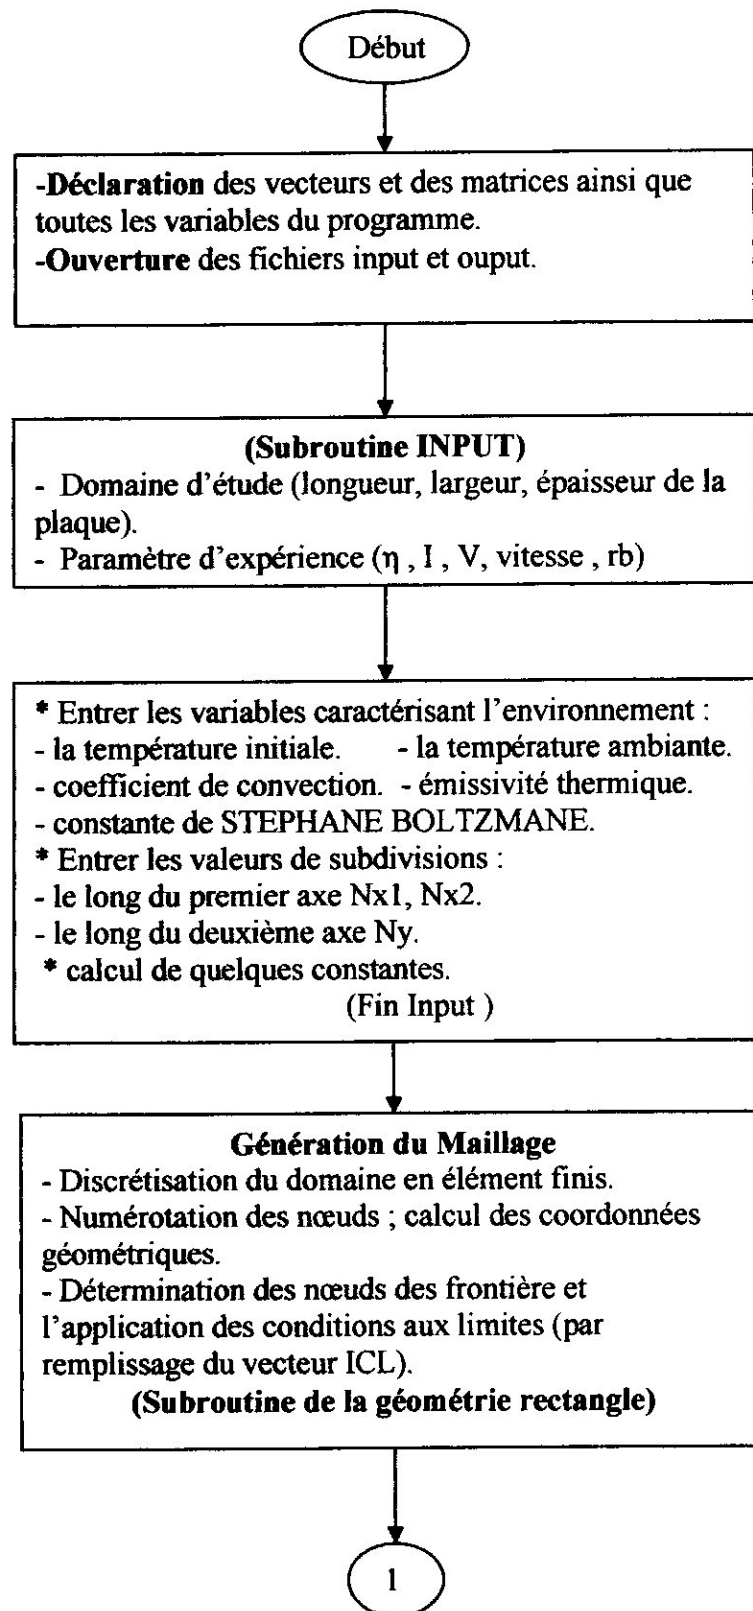 Début
-Déclaration des vecteurs et des matrices ainsi que
toutes les variables du programme.
-Ouverture des fichiers input et ouput.
(Subroutine INPUT)
- Domaine d'étude (longueur, largeur, épaisseur de la
plaque).
- Paramètre d'expérience (η , I , V, vitesse , rb)
* Entrer les variables caractérisant l'environnement :
- la température initiale. - la température ambiante.
- coefficient de convection. - émissivité thermique.
- constante de STEPHANE BOLTZMANE.
* Entrer les valeurs de subdivisions :
- le long du premier axe Nx1, Nx2.
- le long du deuxième axe Ny.
* calcul de quelques constantes.
(Fin Input )
Génération du Maillage
- Discrétisation du domaine en élément finis.
- Numérotation des nœuds ; calcul des coordonnées
géométriques.
- Détermination des nœuds des frontière et
l'application des conditions aux limites (par
remplissage du vecteur ICL).
(Subroutine de la géométrie rectangle)
1